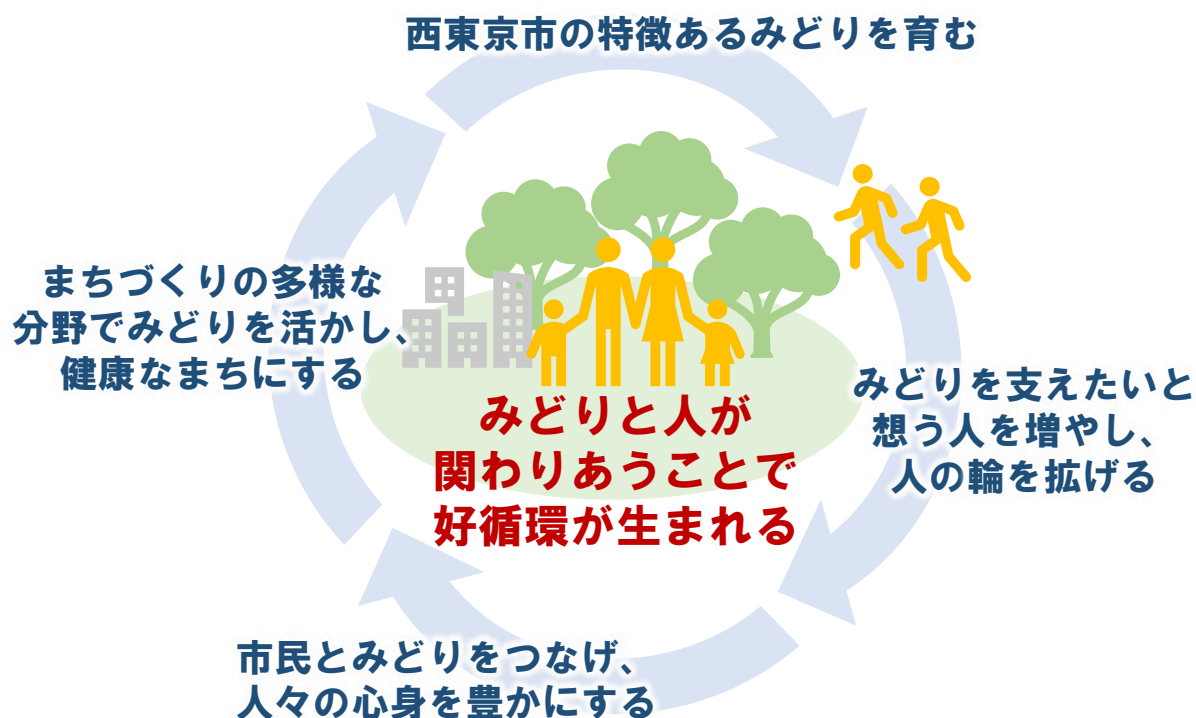 西東京市の特徴あるみどりを育む
まちづくりの多様な
分野でみどりを活かし、
健康なまちにする
みどりを支えたいと
想う人を増やし、
人の輪を拡げる
みどりと人が
関わりあうことで
好循環が生まれる
市民とみどりをつなげ、
人々の心身を豊かにする